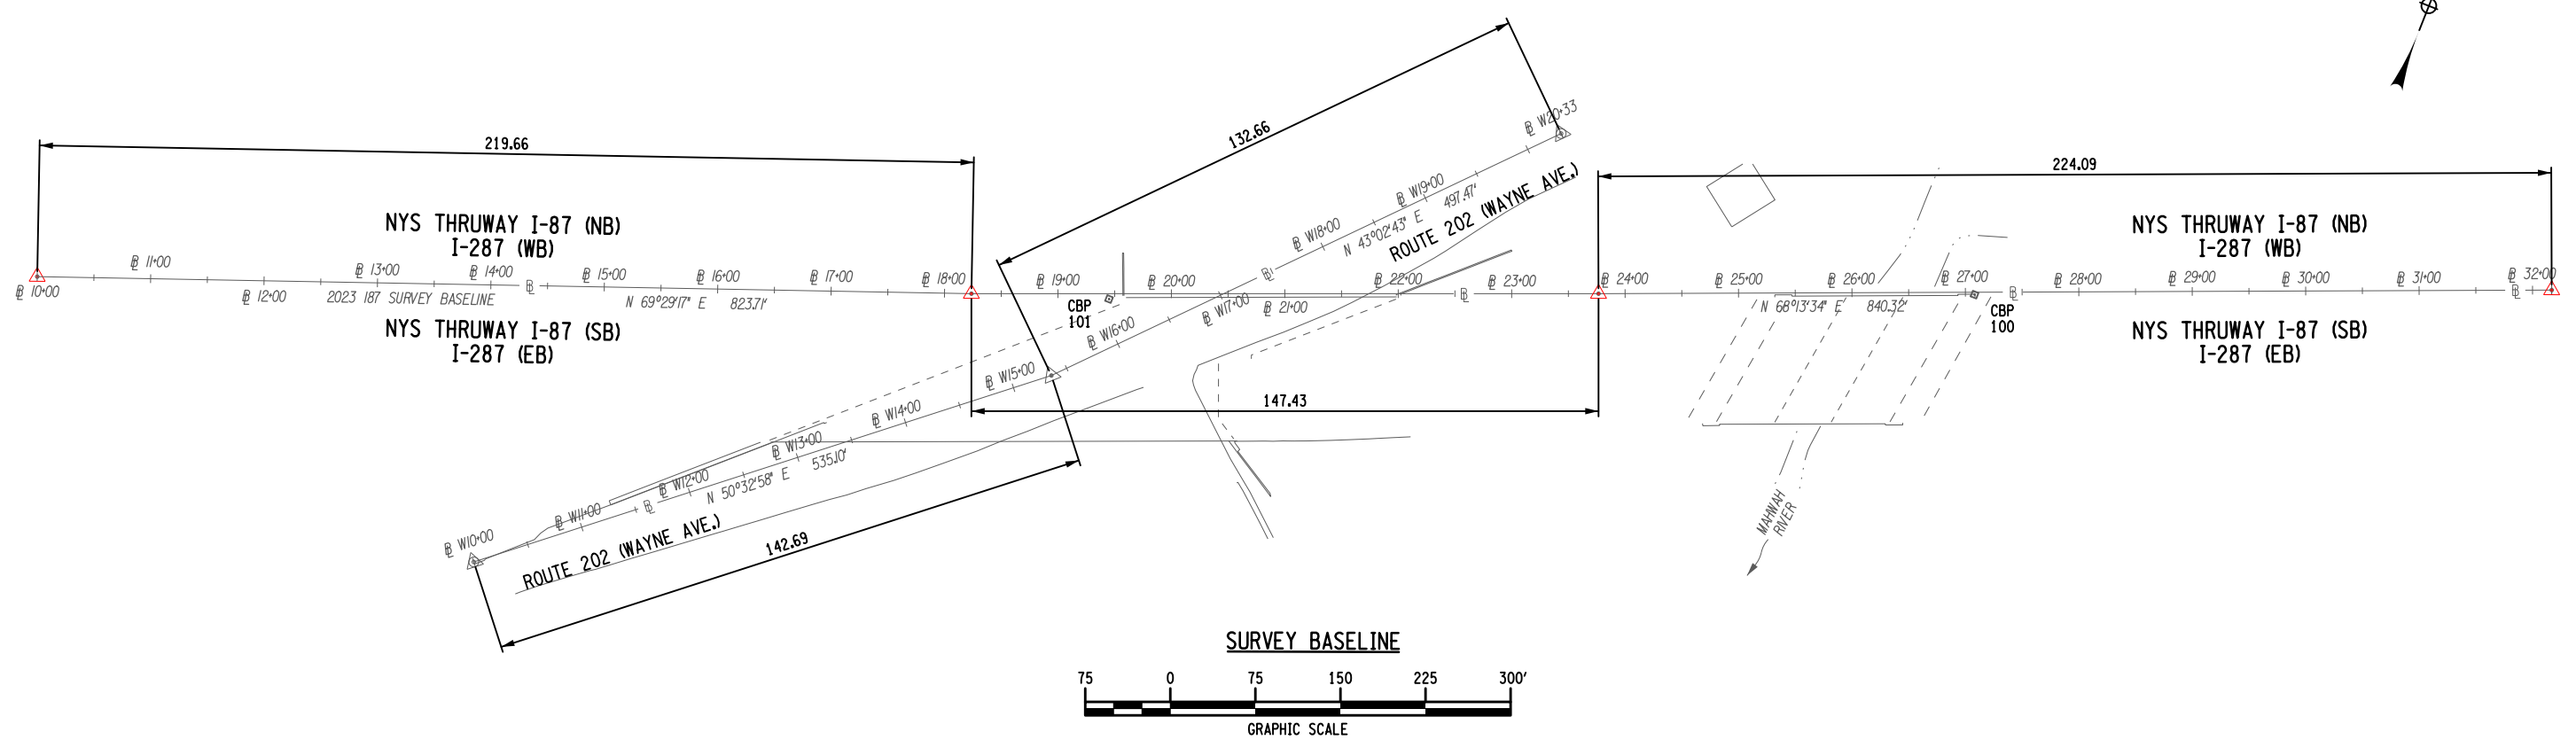 132.66
219.66
224.09
℄ W20+33
NYS THRUWAY I-87 (NB)
I-287 (WB)
℄ W19+00
N 43°02'43" E 497.47'
ROUTE 202 (WAYNE AVE.)
℄ W18+00
NYS THRUWAY I-87 (NB)
I-287 (WB)
℄ 10+00
℄ 11+00
℄ 12+00
℄ 13+00
℄ 14+00
℄
℄ 15+00
℄ 16+00
℄ 17+00
℄ 18+00
℄ 19+00
℄ 20+00
℄
℄ W17+00
℄ 21+00
℄ 22+00
℄
℄ 23+00
℄ 24+00
℄ 25+00
℄ 26+00
℄ 27+00
℄
℄ 28+00
℄ 29+00
℄ 30+00
℄ 31+00
℄
℄ 32+00
2023 I87 SURVEY BASELINE
N 69°29'17" E 823.71'
CBP
101
N 68°13'34" E 840.32'
CBP
100
NYS THRUWAY I-87 (SB)
I-287 (EB)
NYS THRUWAY I-87 (SB)
I-287 (EB)
℄ W16+00
℄ W15+00
147.43
℄ W14+00
℄ W13+00
℄ W12+00
N 50°32'58" E 535.10'
℄
℄ W11+00
℄ W10+00
ROUTE 202 (WAYNE AVE.)
142.69
MAHWAH
RIVER
SURVEY BASELINE
75 0 75 150 225 300'
GRAPHIC SCALE